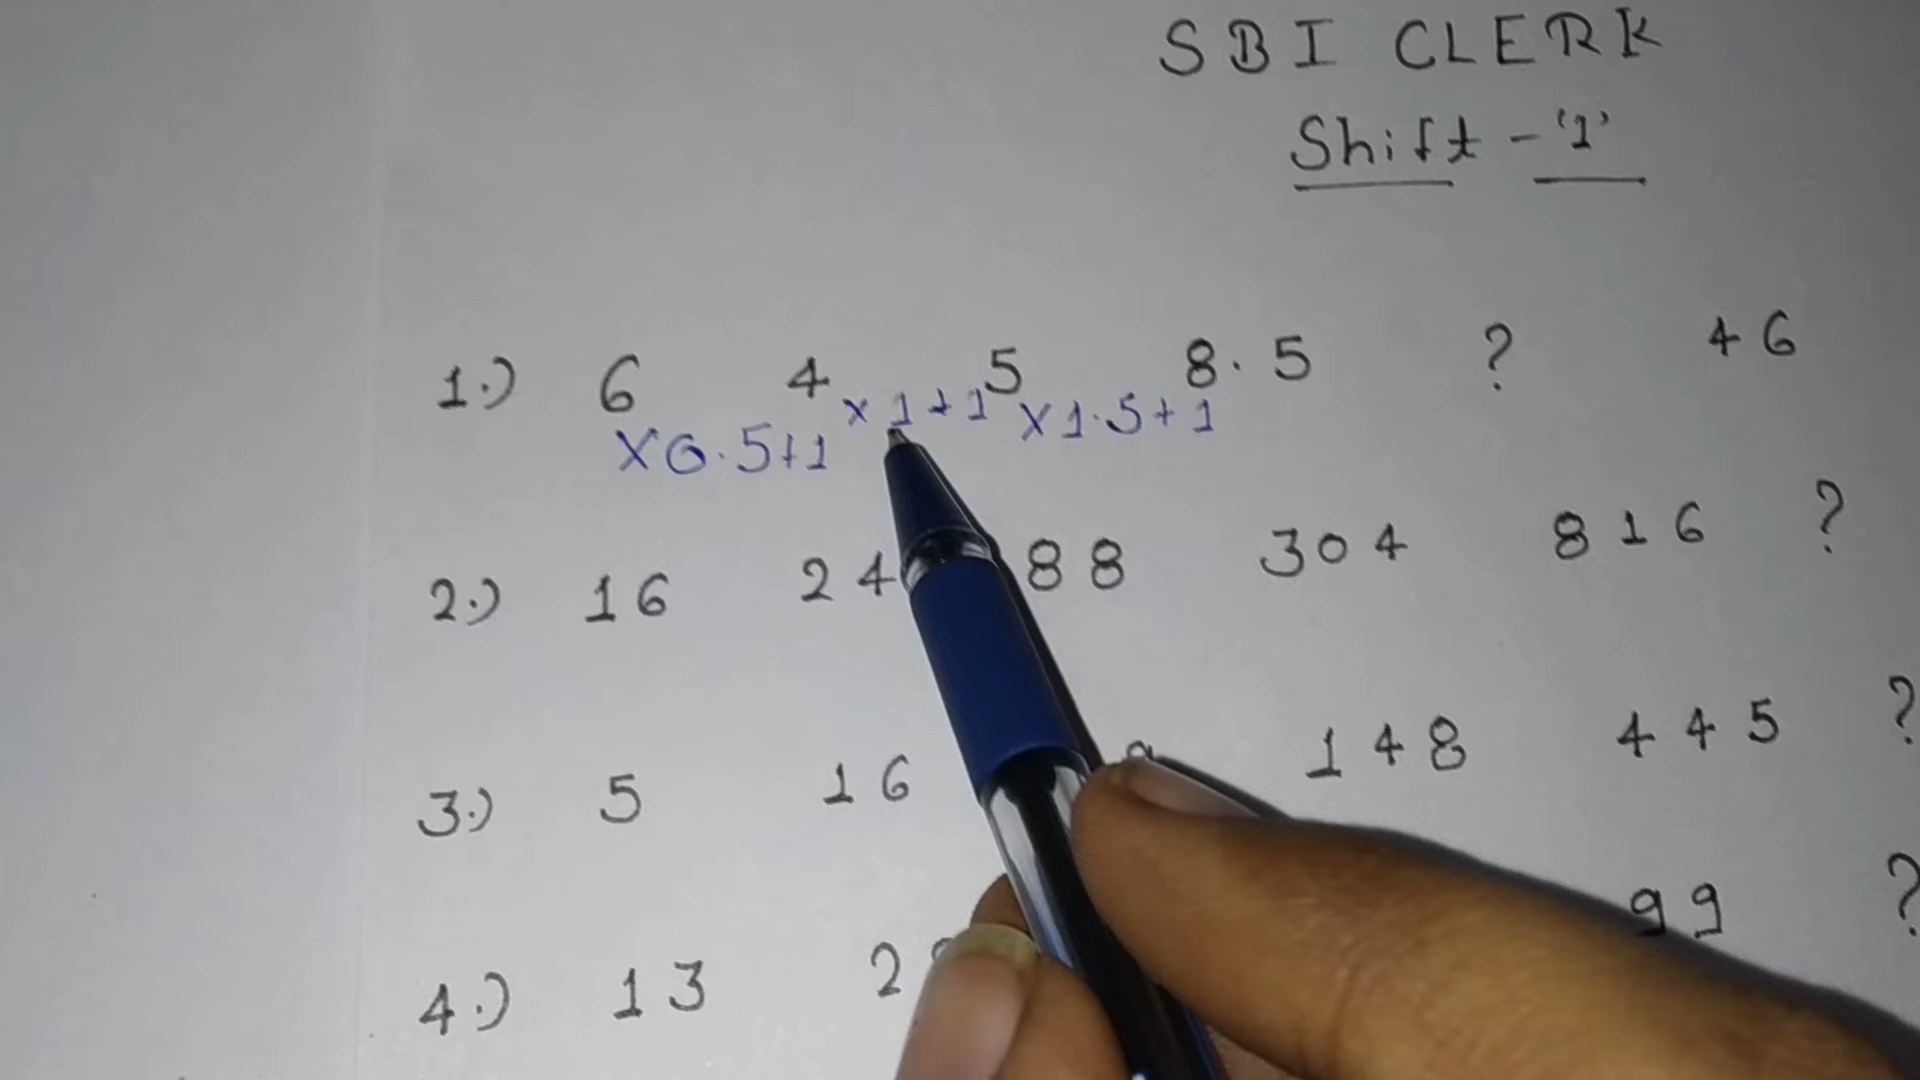 SBI CLERK
Shift - '1'
1.) 6 4 5 8.5 ? 46
×0.5+1 ×1+1 ×1.5+1
2.) 16 24 88 304 816 ?
3.) 5 16 148 445 ?
4.) 13 99 ?